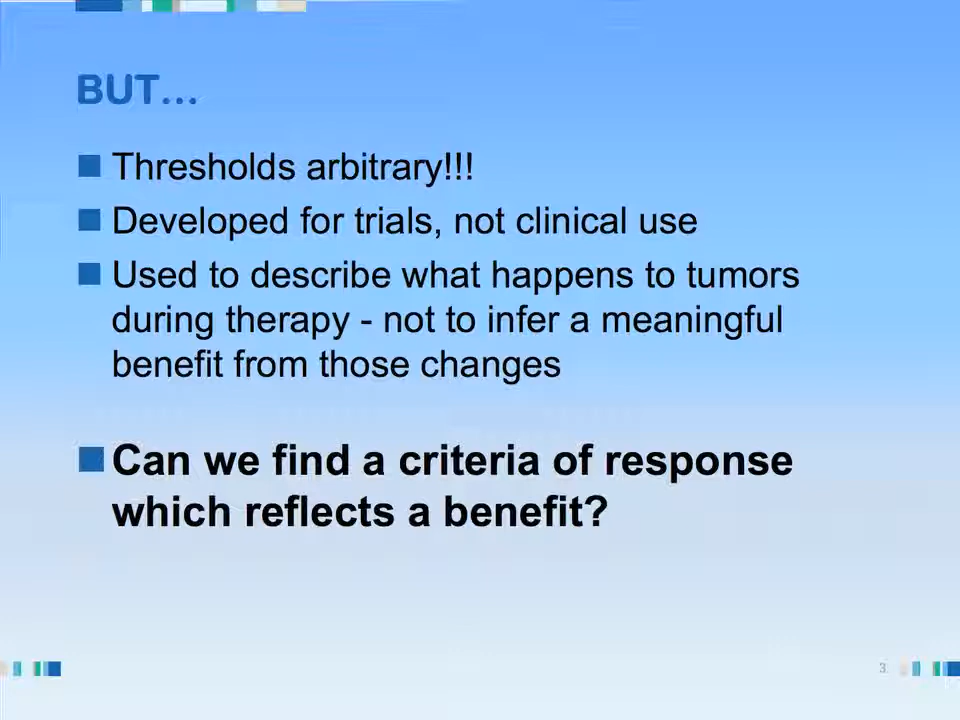 BUT...
Thresholds arbitrary!!!
Developed for trials, not clinical use
Used to describe what happens to tumors
during therapy - not to infer a meaningful
benefit from those changes
Can we find a criteria of response
which reflects a benefit?
3